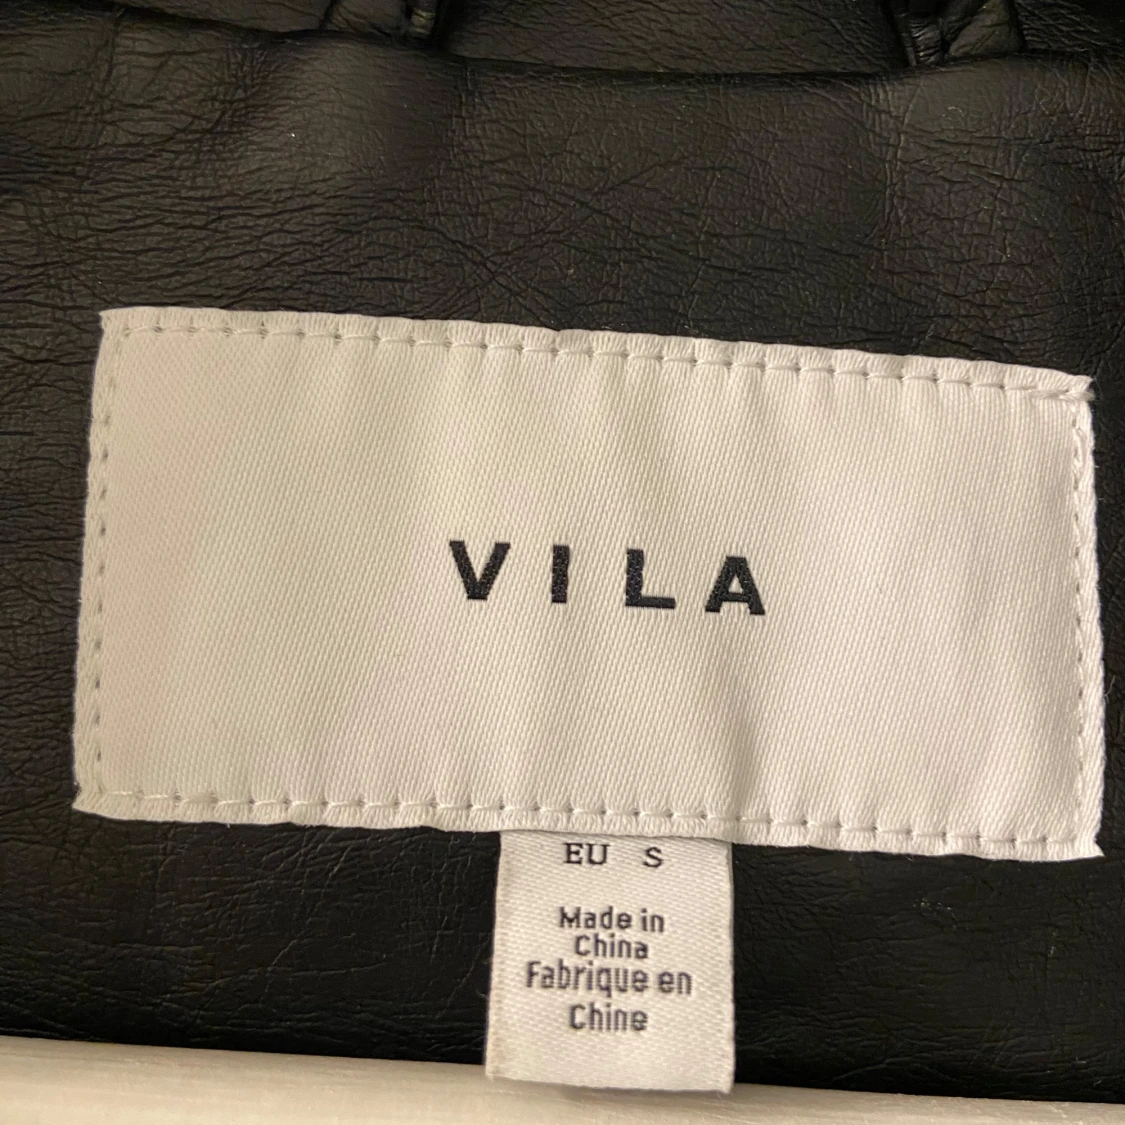 VILA
EU S
Made in
China
Fabrique en
Chine